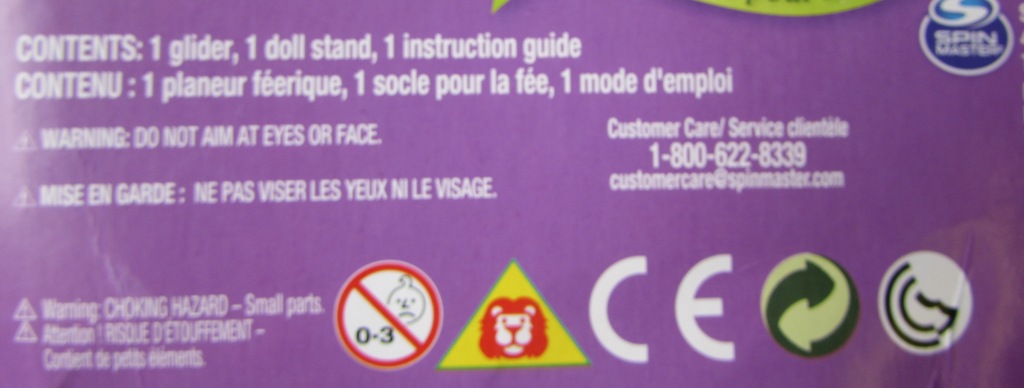 SPIN
MASTER
CONTENTS: 1 glider, 1 doll stand, 1 instruction guide
CONTENU : 1 planeur féerique, 1 socle pour la fée, 1 mode d'emploi
WARNING: DO NOT AIM AT EYES OR FACE.
MISE EN GARDE : NE PAS VISER LES YEUX NI LE VISAGE.
Customer Care/ Service clientèle
1-800-622-8339
customercare@spinmaster.com
Warning: CHOKING HAZARD – Small parts.
Attention ! RISQUE D'ÉTOUFFEMENT –
Contient de petits éléments.
0-3
CE